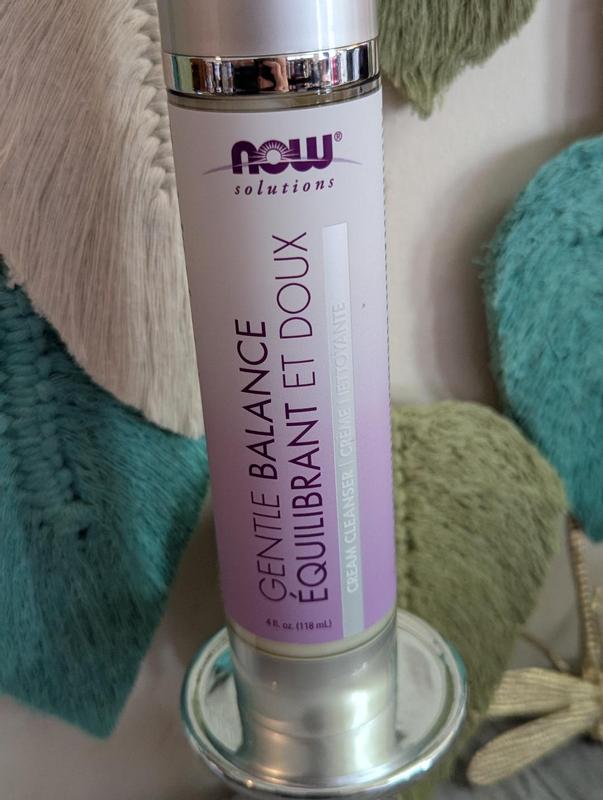 now®
solutions
GENTLE BALANCE
ÉQUILIBRANT ET DOUX
CREAM CLEANSER | CRÈME NETTOYANTE
4 fl. oz. (118 mL)